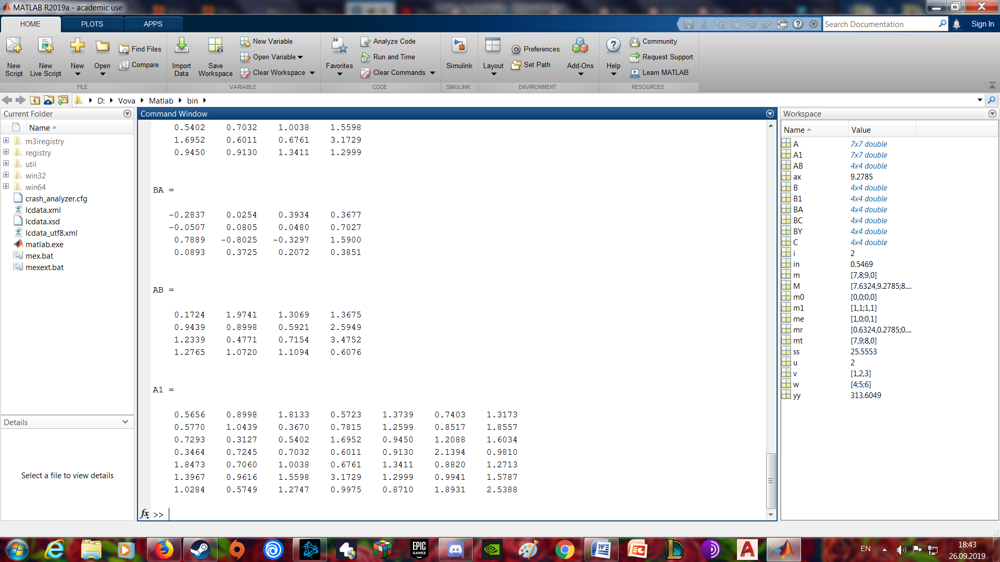 MATLAB R2019a - academic use
HOME PLOTS APPS
Search Documentation
Sign In
New Script
New Live Script
New
Open
Find Files
Compare
FILE
Import Data
Save Workspace
New Variable
Open Variable
Clear Workspace
VARIABLE
Favorites
Analyze Code
Run and Time
Clear Commands
CODE
Simulink
SIMULINK
Layout
Preferences
Set Path
Add-Ons
ENVIRONMENT
Help
Community
Request Support
Learn MATLAB
RESOURCES
D: Vova Matlab bin
Current Folder
Name
m3iregistry
registry
util
win32
win64
crash_analyzer.cfg
lcdata.xml
lcdata.xsd
lcdata_utf8.xml
matlab.exe
mex.bat
mexext.bat
Details
Select a file to view details
Command Window
0.5402 0.7032 1.0038 1.5598
1.6952 0.6011 0.6761 3.1729
0.9450 0.9130 1.3411 1.2999
BA =
-0.2837 0.0254 0.3934 0.3677
-0.0507 0.0805 0.0480 0.7027
0.7889 -0.8025 -0.3297 1.5900
0.0893 0.3725 0.2072 0.3851
AB =
0.1724 1.9741 1.3069 1.3675
0.9439 0.8998 0.5921 2.5949
1.2339 0.4771 0.7154 3.4752
1.2765 1.0720 1.1094 0.6076
A1 =
0.5656 0.8998 1.8133 0.5723 1.3739 0.7403 1.3173
0.5770 1.0439 0.3670 0.7815 1.2599 0.8517 1.8557
0.7293 0.3127 0.5402 1.6952 0.9450 1.2088 1.6034
0.3464 0.7245 0.7032 0.6011 0.9130 2.1394 0.9810
1.8473 0.7060 1.0038 0.6761 1.3411 0.8820 1.2713
1.3967 0.9616 1.5598 3.1729 1.2999 0.9941 1.5787
1.0284 0.5749 1.2747 0.9975 0.8710 1.8931 2.5388
fx >>
Workspace
Name Value
A 7x7 double
A1 7x7 double
AB 4x4 double
ax 9.2785
B 4x4 double
B1 4x4 double
BA 4x4 double
BC 4x4 double
BY 4x4 double
C 4x4 double
i 2
in 0.5469
m [7,8;9,0]
M [7.6324,9.2785;8....
m0 [0,0;0,0]
m1 [1,1;1,1]
me [1,0;0,1]
mr [0.6324,0.2785;0....
mt [7,9;8,0]
ss 25.5553
u 2
v [1,2,3]
w [4;5;6]
yy 313.6049
EPIC GAMES
EN
18:43
26.09.2019